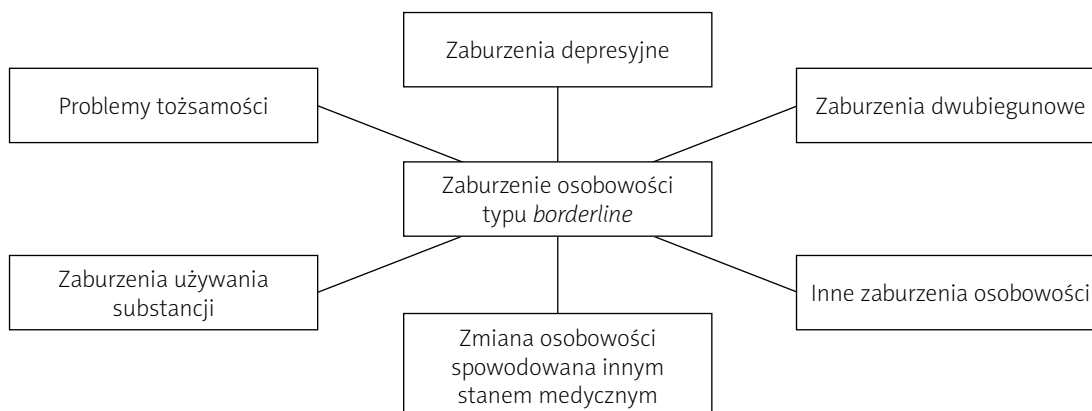 Zaburzenia depresyjne
Problemy tożsamości
Zaburzenia dwubiegunowe
Zaburzenie osobowości
typu borderline
Zaburzenia używania
substancji
Inne zaburzenia osobowości
Zmiana osobowości
spowodowana innym
stanem medycznym